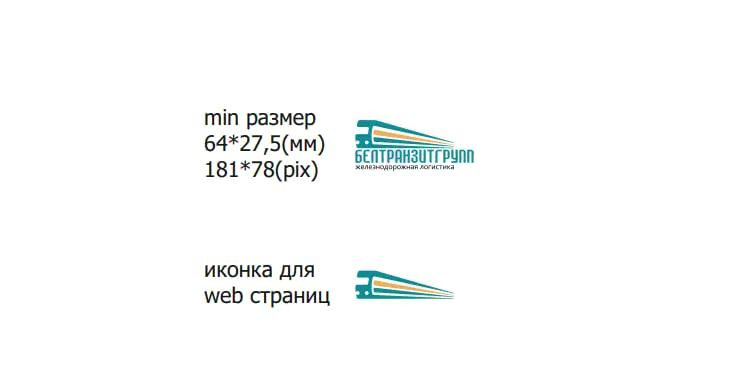 min размер
64*27,5(мм)
181*78(pix)
БЕЛТРАНЗИТГРУПП
железнодорожная логистика
иконка для
web страниц